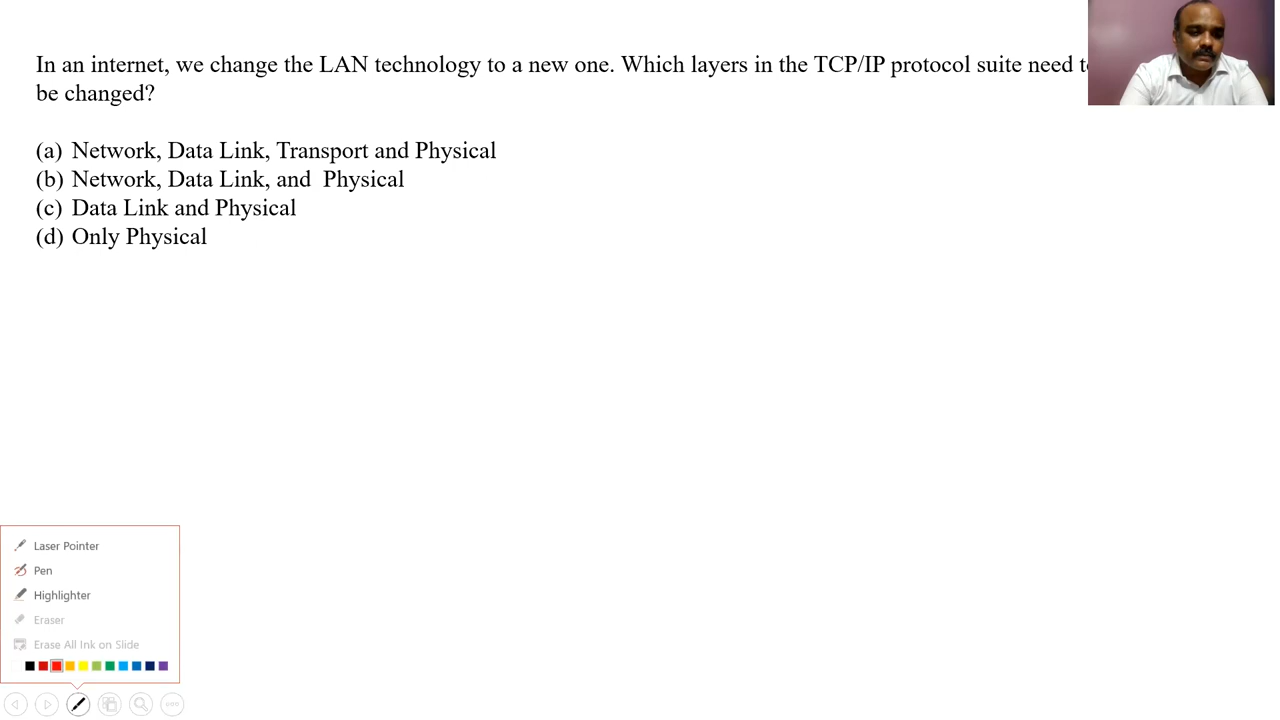 In an internet, we change the LAN technology to a new one. Which layers in the TCP/IP protocol suite need
be changed?
(a) Network, Data Link, Transport and Physical
(b) Network, Data Link, and Physical
(c) Data Link and Physical
(d) Only Physical
Laser Pointer
Pen
Highlighter
Eraser
Erase All Ink on Slide